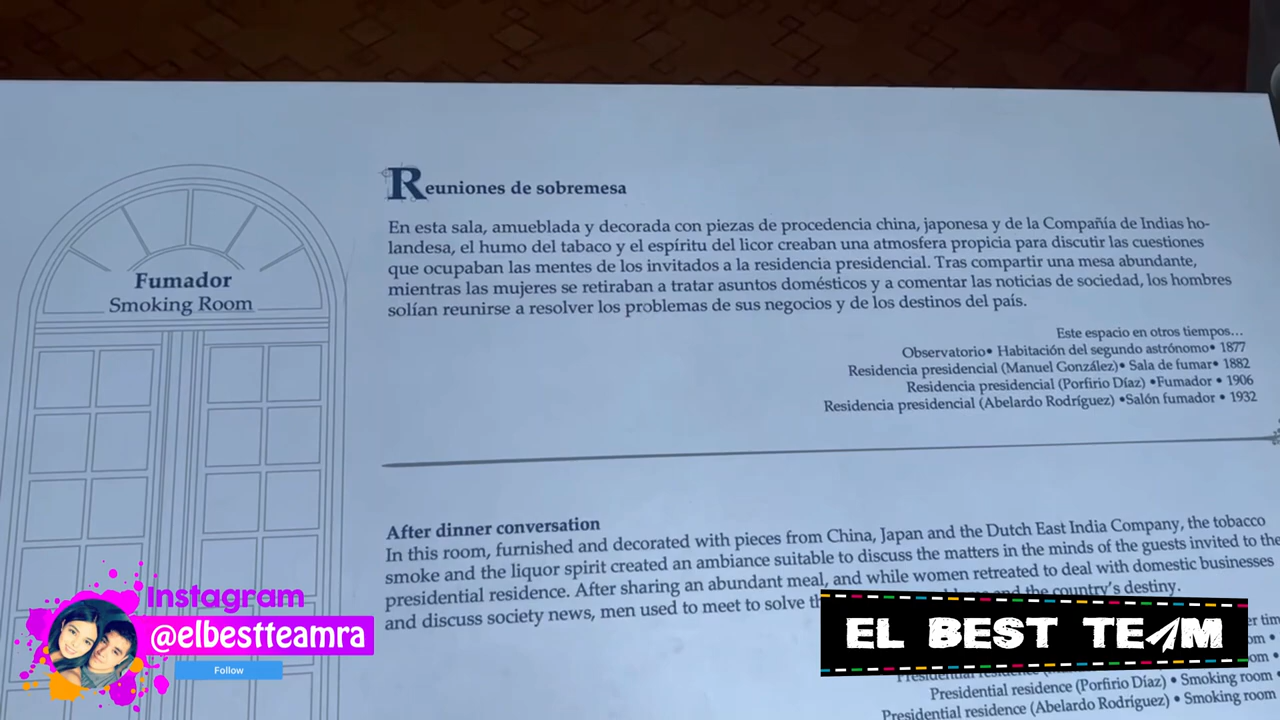 Fumador
Smoking Room
Reuniones de sobremesa
En esta sala, amueblada y decorada con piezas de procedencia china, japonesa y de la Compañía de Indias ho-
landesa, el humo del tabaco y el espíritu del licor creaban una atmosfera propicia para discutir las cuestiones
que ocupaban las mentes de los invitados a la residencia presidencial. Tras compartir una mesa abundante,
mientras las mujeres se retiraban a tratar asuntos domésticos y a comentar las noticias de sociedad, los hombres
solían reunirse a resolver los problemas de sus negocios y de los destinos del país.
Este espacio en otros tiempos...
Observatorio• Habitación del segundo astrónomo• 1877
Residencia presidencial (Manuel González)• Sala de fumar• 1882
Residencia presidencial (Porfirio Díaz) •Fumador • 1906
Residencia presidencial (Abelardo Rodríguez) •Salón fumador • 1932
After dinner conversation
In this room, furnished and decorated with pieces from China, Japan and the Dutch East India Company, the tobacco
smoke and the liquor spirit created an ambiance suitable to discuss the matters in the minds of the guests invited to the
presidential residence. After sharing an abundant meal, and while women retreated to deal with domestic businesses
and discuss society news, men used to meet to solve and the country's destiny.
Presidential residence
Presidential residence (Porfirio Díaz) • Smoking room •
Presidential residence (Abelardo Rodríguez) • Smoking room
Instagram
@elbestteamra
Follow
EL BEST TEAM